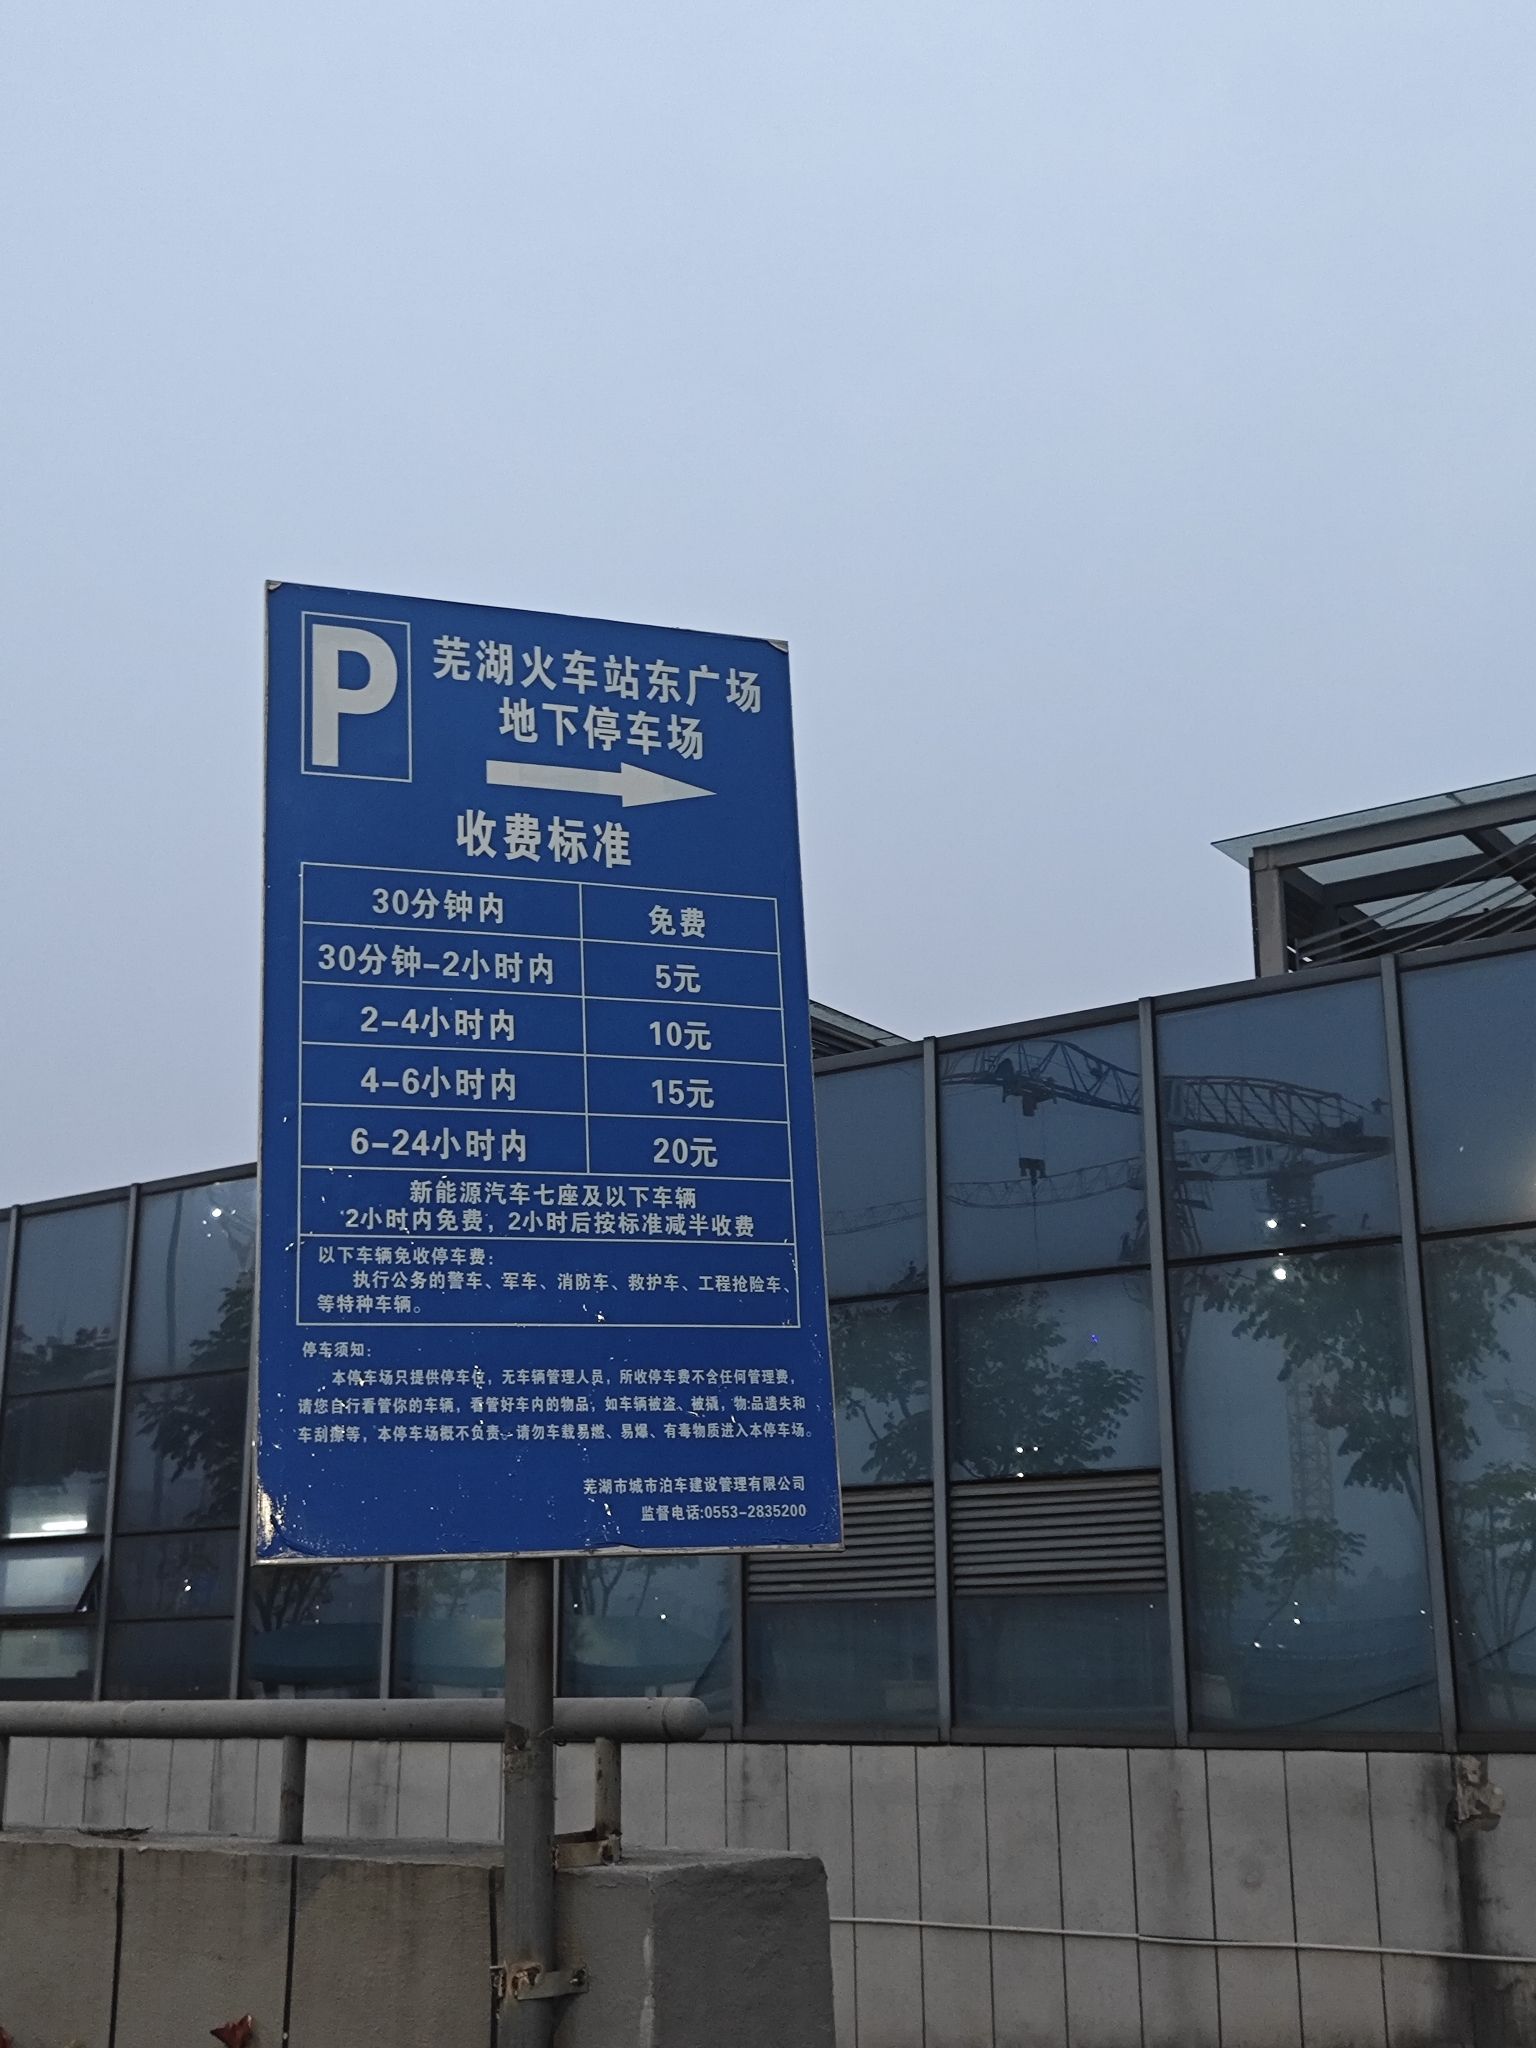 P
芜湖火车站东广场
地下停车场
收费标准
30分钟内 免费
30分钟-2小时内 5元
2-4小时内 10元
4-6小时内 15元
6-24小时内 20元
新能源汽车七座及以下车辆
2小时内免费，2小时后按标准减半收费
以下车辆免收停车费：
执行公务的警车、军车、消防车、救护车、工程抢险车、
等特种车辆。
停车须知：
本停车场只提供停车位，无车辆管理人员，所收停车费不含任何管理费，
请您自行看管你的车辆，看管好车内的物品，如车辆被盗、被撬，物品遗失和
车刮擦等，本停车场概不负责。请勿车载易燃、易爆、有毒物质进入本停车场。
芜湖市城市泊车建设管理有限公司
监督电话:0553-2835200